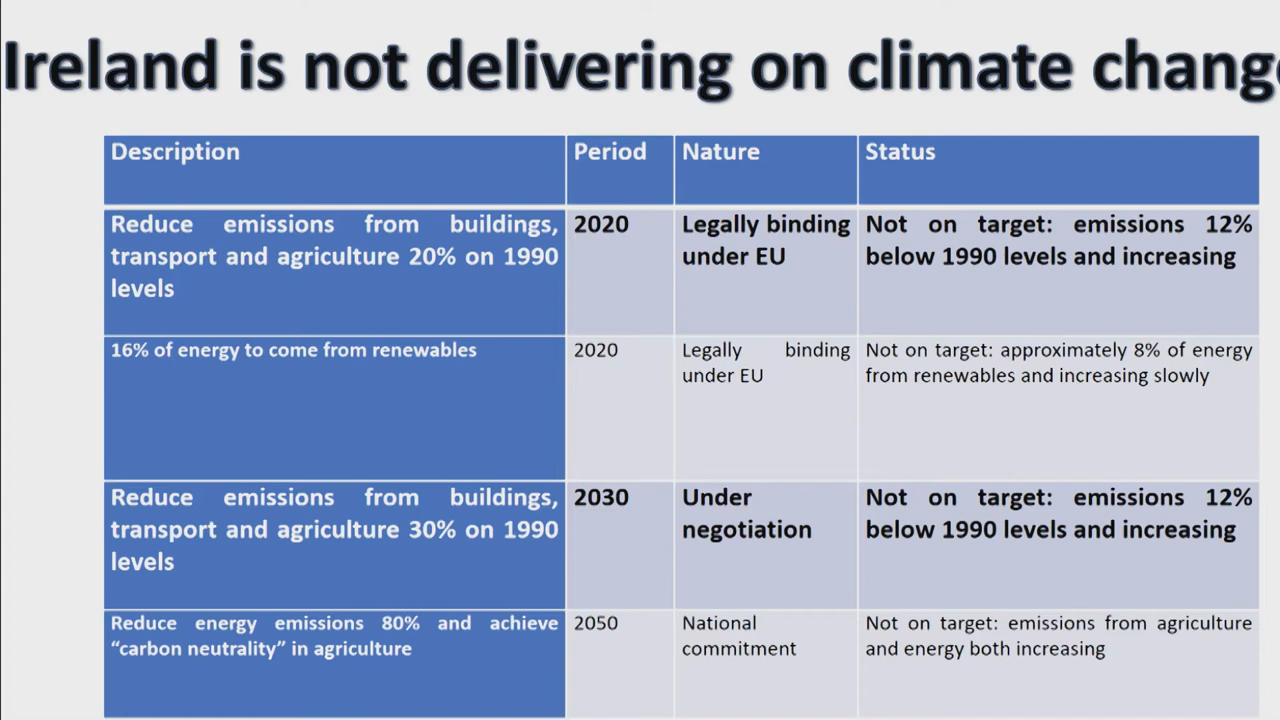 Ireland is not delivering on climate change
Description Period Nature Status
Reduce emissions from buildings, 2020 Legally binding Not on target: emissions 12%
transport and agriculture 20% on 1990 under EU below 1990 levels and increasing
levels
16% of energy to come from renewables 2020 Legally binding Not on target: approximately 8% of energy
under EU from renewables and increasing slowly
Reduce emissions from buildings, 2030 Under Not on target: emissions 12%
transport and agriculture 30% on 1990 negotiation below 1990 levels and increasing
levels
Reduce energy emissions 80% and achieve 2050 National Not on target: emissions from agriculture
“carbon neutrality” in agriculture commitment and energy both increasing